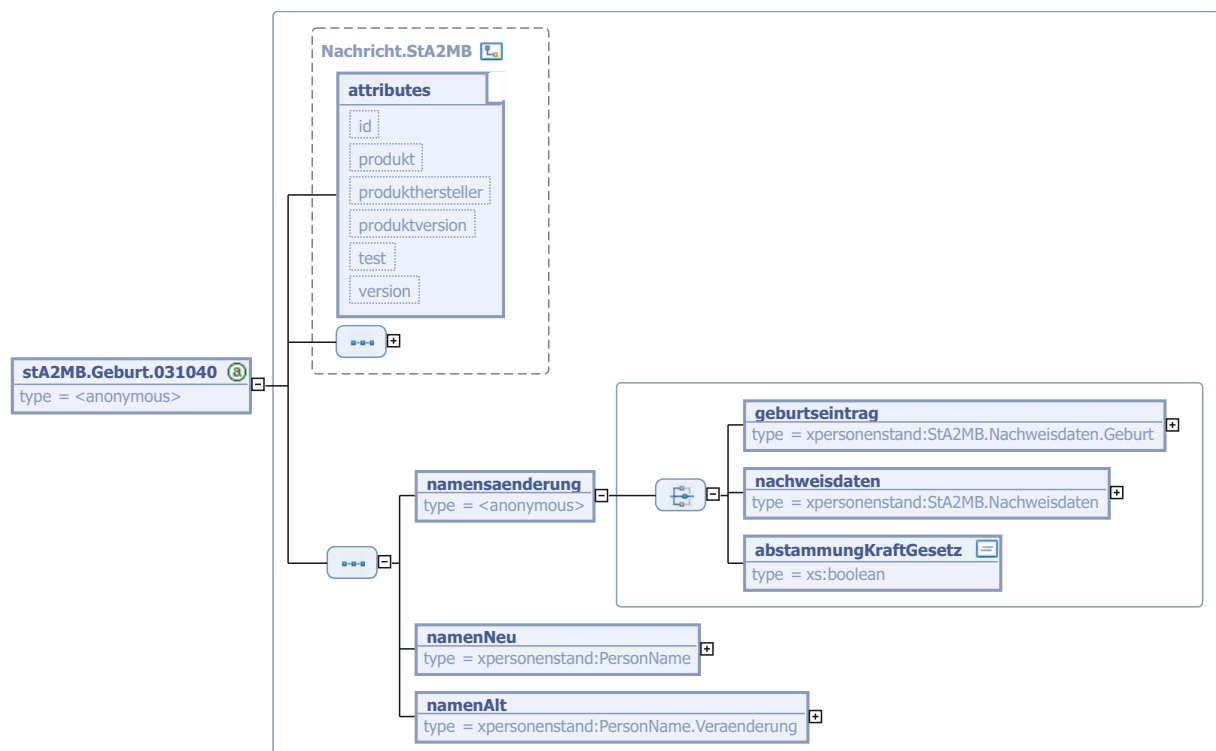 Nachricht.StA2MB
attributes
id
produkt
produkthersteller
produktversion
test
version
stA2MB.Geburt.031040 a
type = <anonymous>
geburtseintrag
type = xpersonenstand:StA2MB.Nachweisdaten.Geburt
namensaenderung
type = <anonymous>
nachweisdaten
type = xpersonenstand:StA2MB.Nachweisdaten
abstammungKraftGesetz
type = xs:boolean
namenNeu
type = xpersonenstand:PersonName
namenAlt
type = xpersonenstand:PersonName.Veraenderung